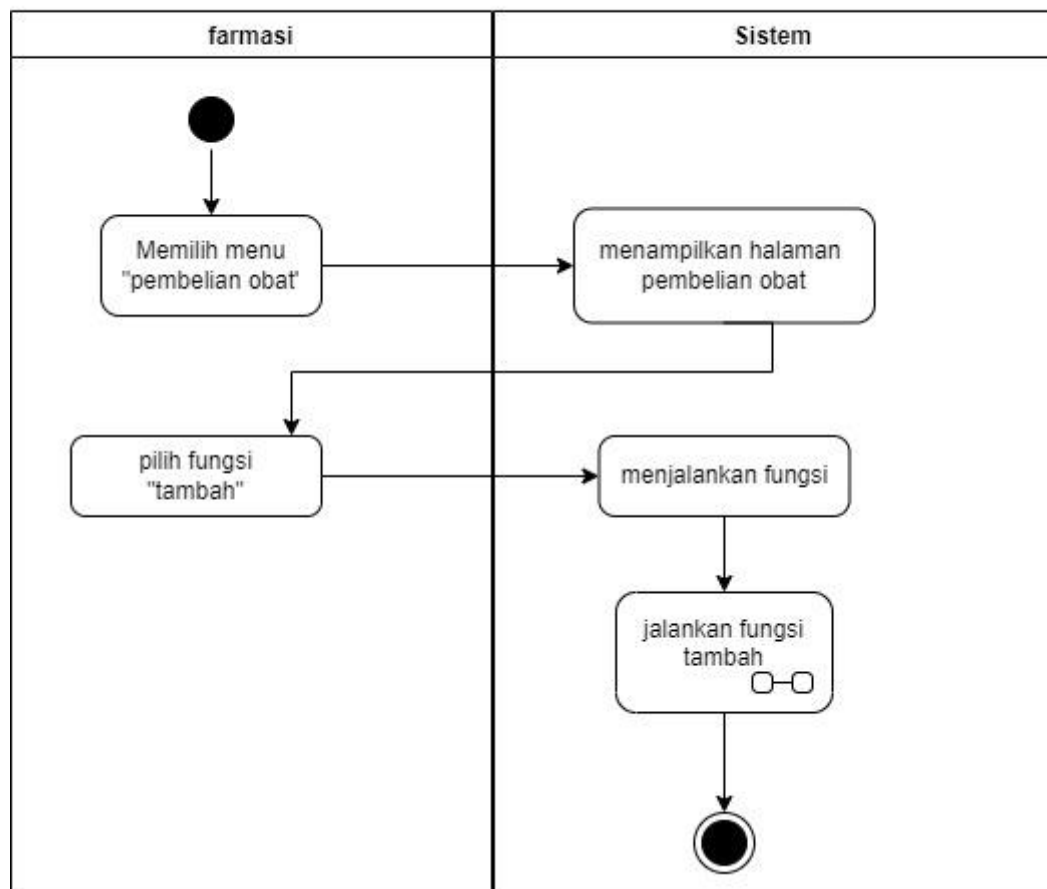 farmasi
Sistem
Memilih menu
"pembelian obat'
menampilkan halaman
pembelian obat
pilih fungsi
"tambah"
menjalankan fungsi
jalankan fungsi
tambah